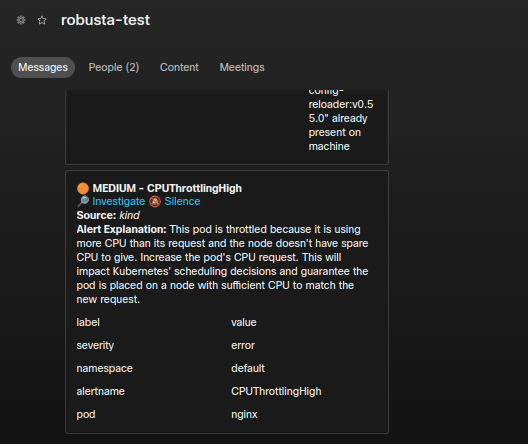 robusta-test
Messages People (2) Content Meetings
config-
reloader:v0.5
5.0" already
present on
machine
MEDIUM - CPUThrottlingHigh
Investigate Silence
Source: kind
Alert Explanation: This pod is throttled because it is using
more CPU than its request and the node doesn't have spare
CPU to give. Increase the pod's CPU request. This will
impact Kubernetes' scheduling decisions and guarantee the
pod is placed on a node with sufficient CPU to match the
new request.
label value
severity error
namespace default
alertname CPUThrottlingHigh
pod nginx